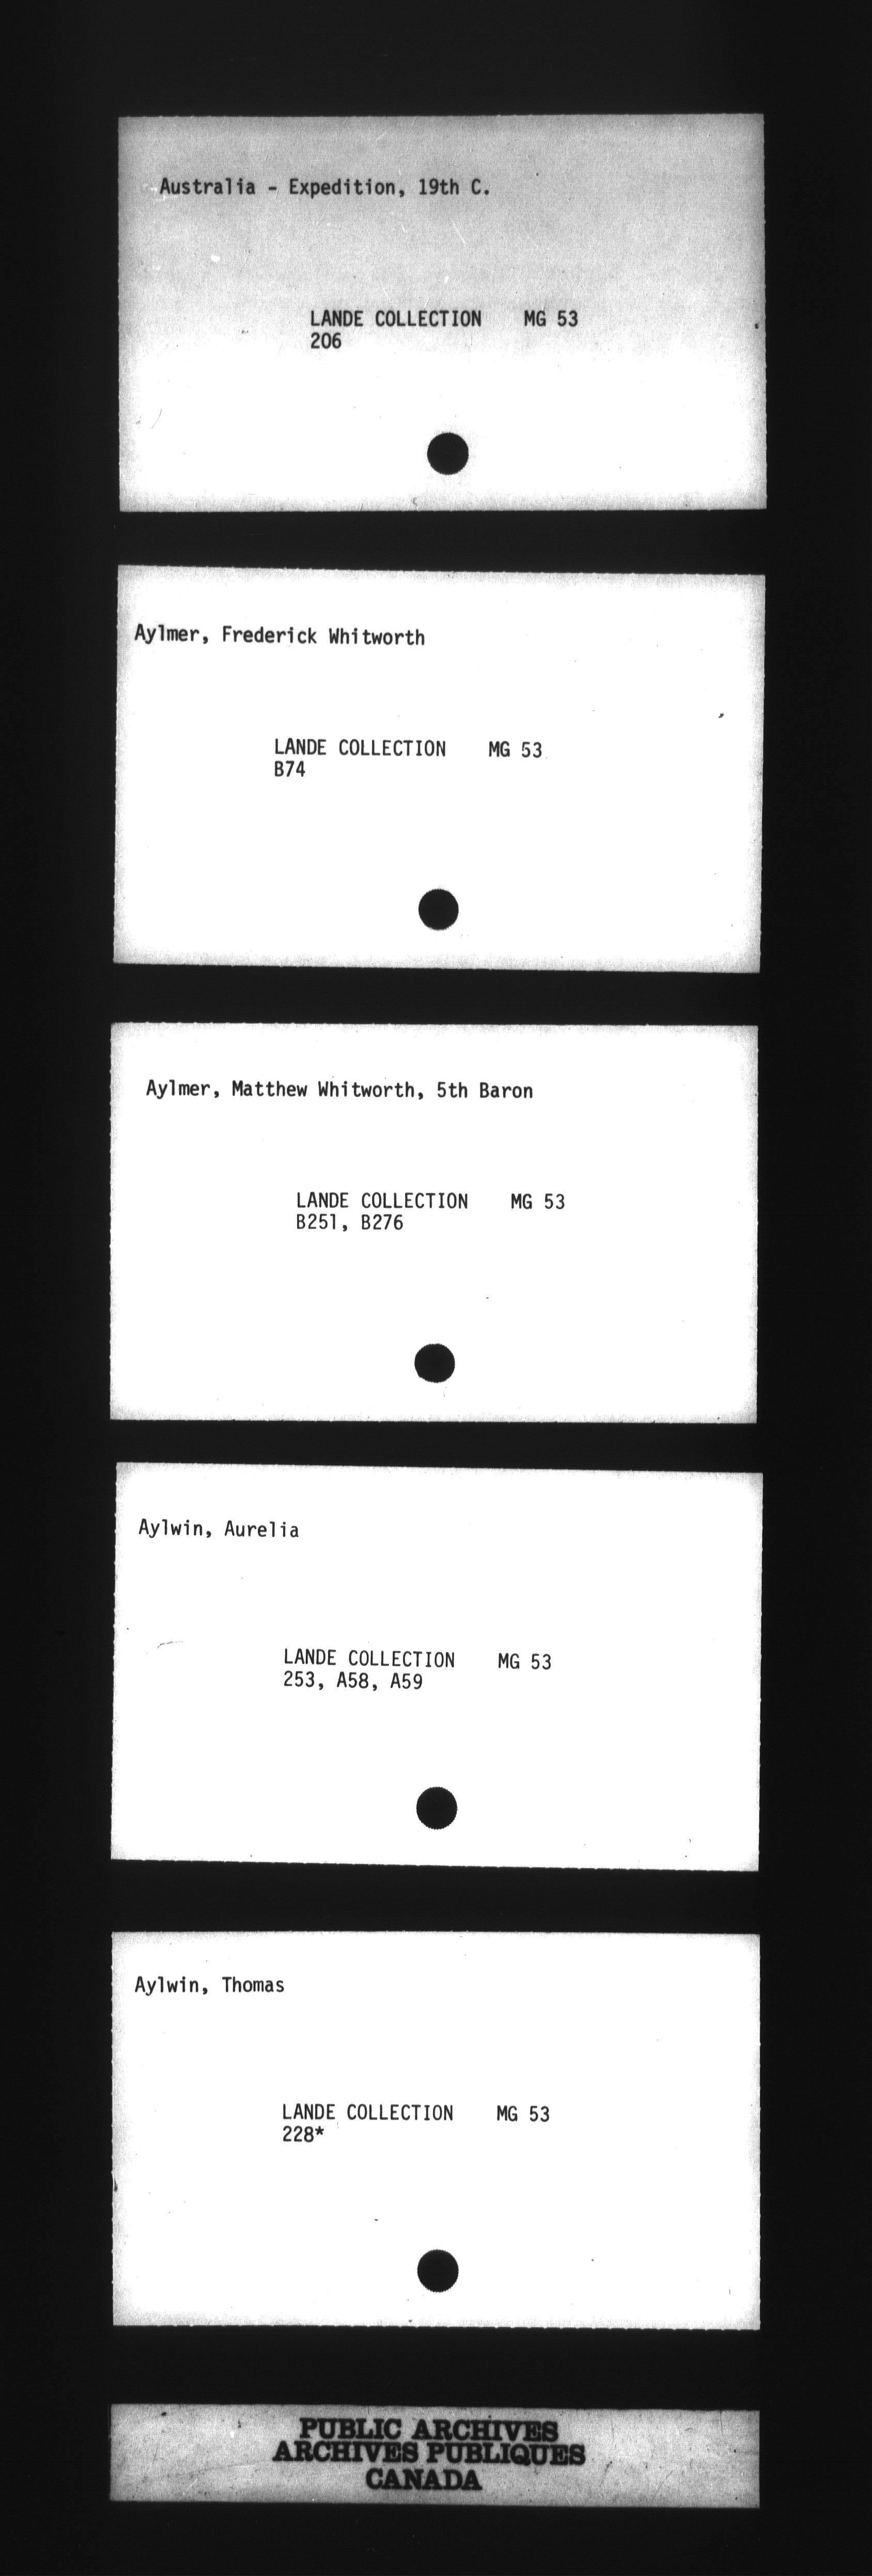 Australia - Expedition, 19th C.
LANDE COLLECTION MG 53
206
Aylmer, Frederick Whitworth
LANDE COLLECTION MG 53
B74
Aylmer, Matthew Whitworth, 5th Baron
LANDE COLLECTION MG 53
B251, B276
Aylwin, Aurelia
LANDE COLLECTION MG 53
253, A58, A59
Aylwin, Thomas
LANDE COLLECTION MG 53
228*
PUBLIC ARCHIVES
ARCHIVES PUBLIQUES
CANADA